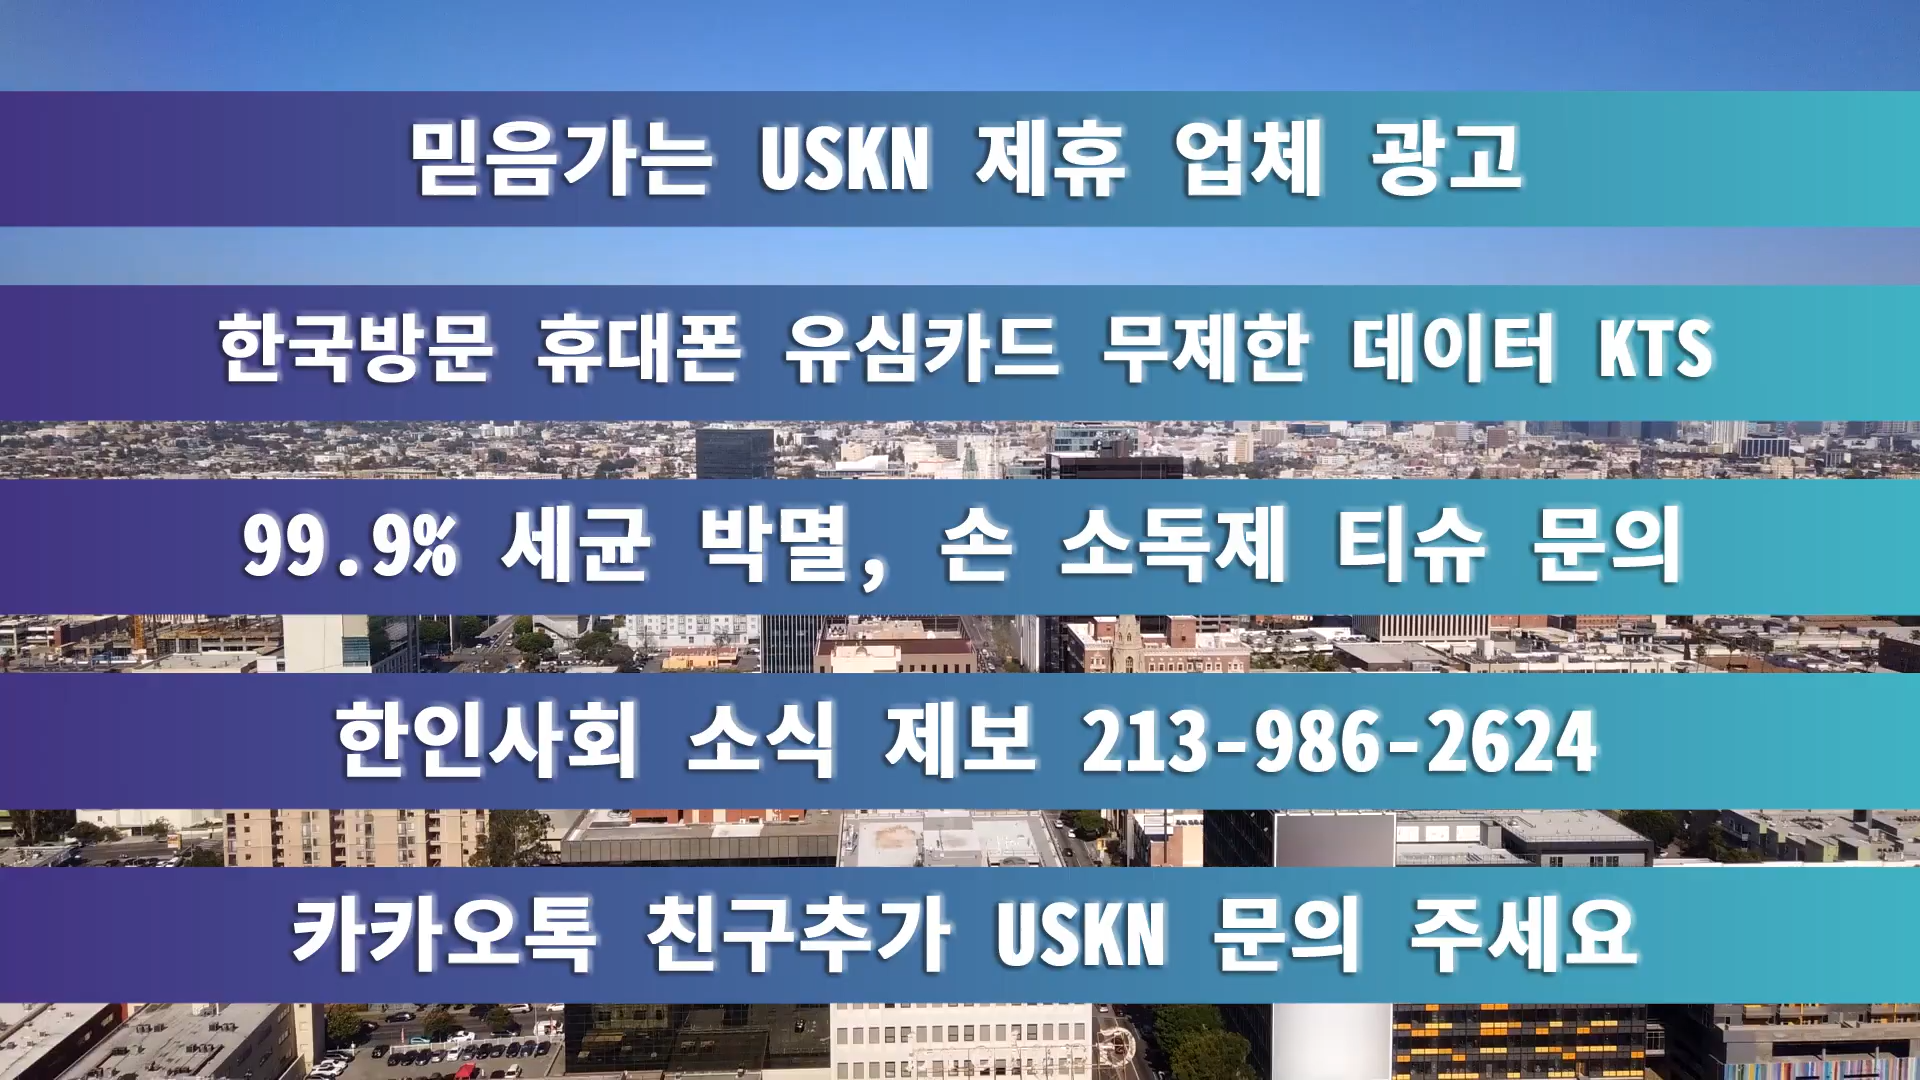 믿음가는 USKN 제휴 업체 광고
한국방문 휴대폰 유심카드 무제한 데이터 KTS
99.9% 세균 박멸, 손 소독제 티슈 문의
한인사회 소식 제보 213-986-2624
카카오톡 친구추가 USKN 문의 주세요